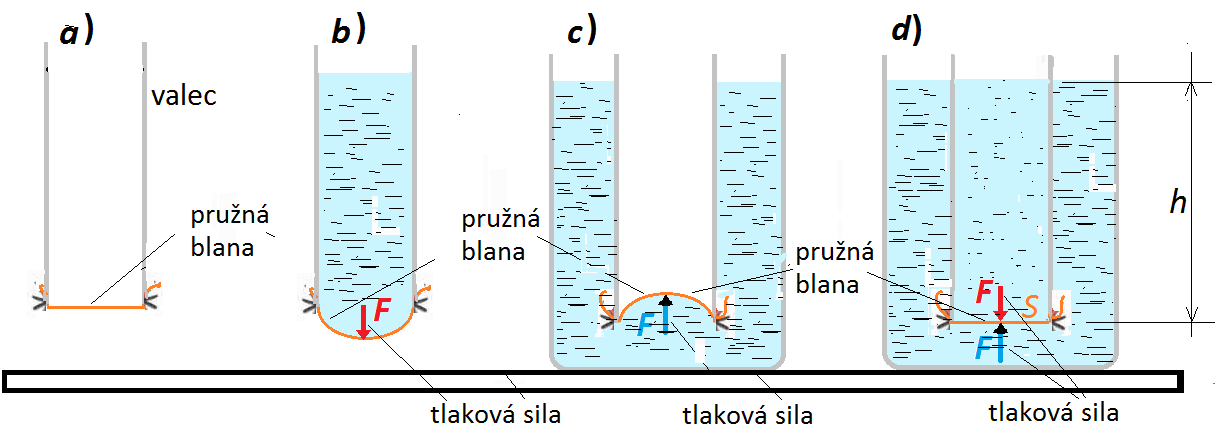 a)
b)
c)
d)
valec
h
pružná
blana
pružná
blana
pružná
blana
F
F
F
S
F
tlaková sila
tlaková sila
tlaková sila